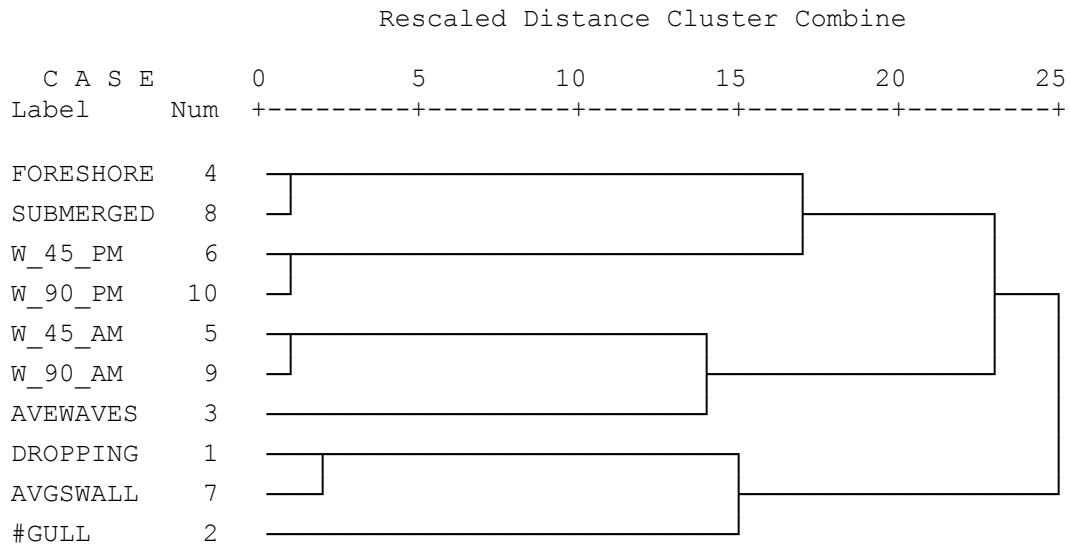 Rescaled Distance Cluster Combine
C A S E 0 5 10 15 20 25
Label Num +---------+---------+---------+---------+---------+
FORESHORE 4
SUBMERGED 8
W_45_PM 6
W_90_PM 10
W_45_AM 5
W_90_AM 9
AVEWAVES 3
DROPPING 1
AVGSWALL 7
#GULL 2